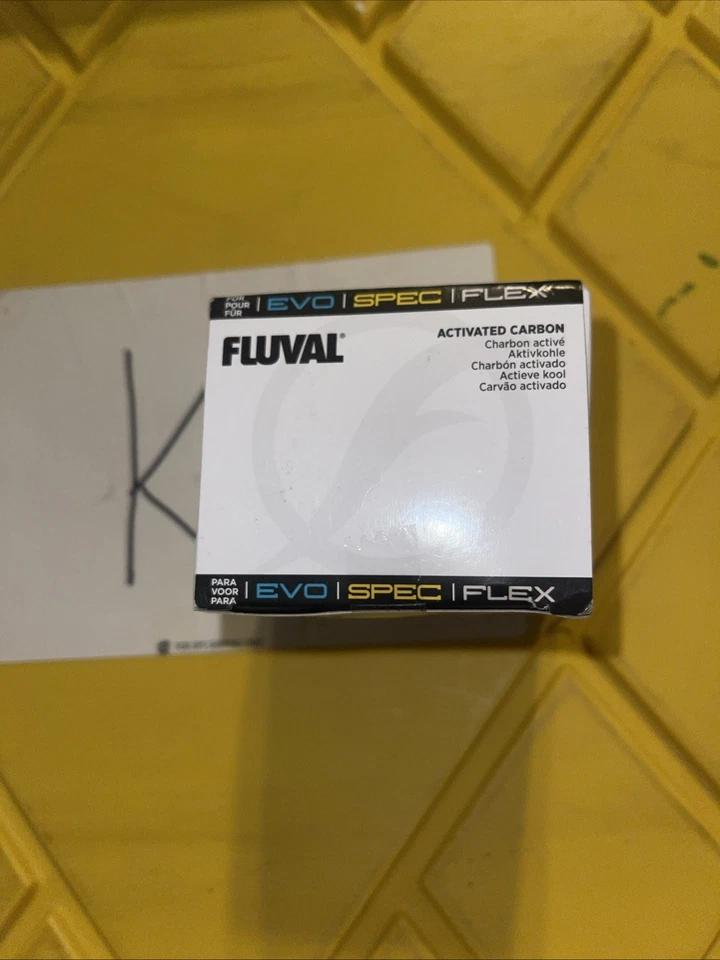 FOR
POUR
FÜR
EVO | SPEC | FLEX
FLUVAL®
ACTIVATED CARBON
Charbon activé
Aktivkohle
Charbón activado
Actieve kool
Carvão activado
K
PARA
VOOR
PARA
EVO | SPEC | FLEX